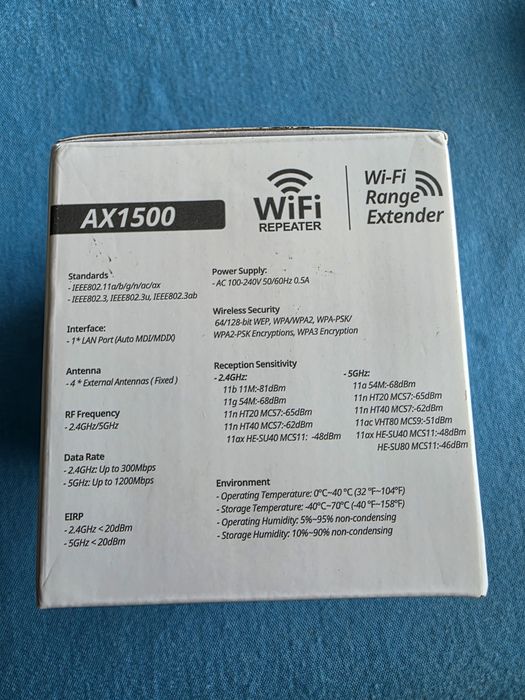 AX1500
WiFi
REPEATER
Wi-Fi
Range
Extender
Standards
- IEEE802.11a/b/g/n/ac/ax
- IEEE802.3, IEEE802.3u, IEEE802.3ab
Interface:
- 1* LAN Port (Auto MDI/MDIX)
Antenna
- 4 * External Antennas ( Fixed )
RF Frequency
- 2.4GHz/5GHz
Data Rate
- 2.4GHz: Up to 300Mbps
- 5GHz: Up to 1200Mbps
EIRP
- 2.4GHz < 20dBm
- 5GHz < 20dBm
Power Supply:
- AC 100-240V 50/60Hz 0.5A
Wireless Security
64/128-bit WEP, WPA/WPA2, WPA-PSK/
WPA2-PSK Encryptions, WPA3 Encryption
Reception Sensitivity
- 2.4GHz:
11b 11M:-81dBm
11g 54M:-68dBm
11n HT20 MCS7:-65dBm
11n HT40 MCS7:-62dBm
11ax HE-SU40 MCS11: -48dBm
- 5GHz:
11a 54M:-68dBm
11n HT20 MCS7:-65dBm
11n HT40 MCS7:-62dBm
11ac VHT80 MCS9:-51dBm
11ax HE-SU40 MCS11:-48dBm
HE-SU80 MCS11:-46dBm
Environment
- Operating Temperature: 0°C~40 °C (32 °F~104°F)
- Storage Temperature: -40°C~70°C (-40 °F~158°F)
- Operating Humidity: 5%~95% non-condensing
- Storage Humidity: 10%~90% non-condensing